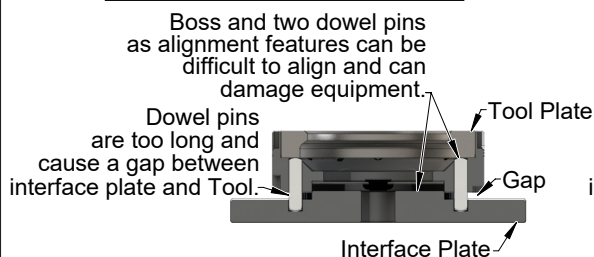 Boss and two dowel pins
as alignment features can be
difficult to align and can
damage equipment.
Dowel pins
are too long and
cause a gap between
interface plate and Tool.
Tool Plate
Gap
i
Interface Plate